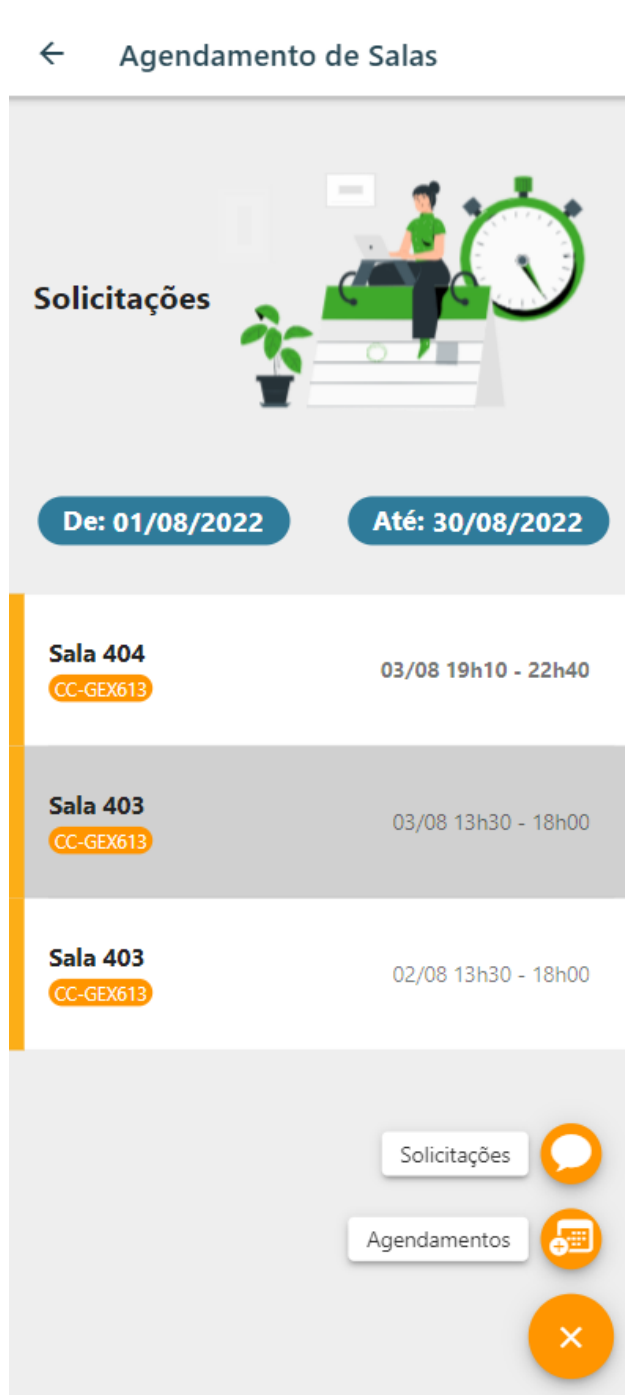 Agendamento de Salas
Solicitações
De: 01/08/2022
Até: 30/08/2022
Sala 404
CC-GEX613
03/08 19h10 - 22h40
Sala 403
CC-GEX613
03/08 13h30 - 18h00
Sala 403
CC-GEX613
02/08 13h30 - 18h00
Solicitações
Agendamentos